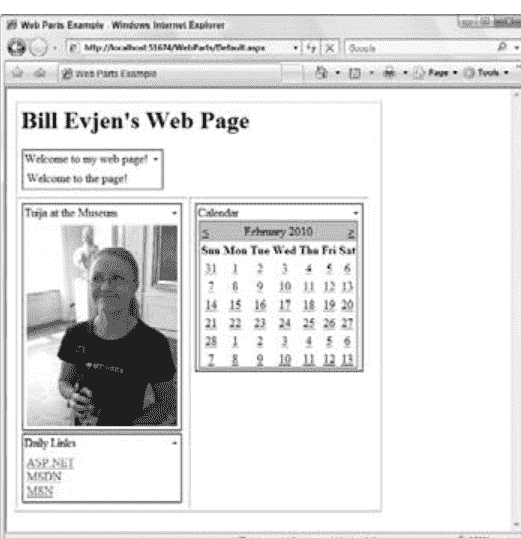 Web Parts Example - Windows Internet Explorer
http://localhost:51674/WebParts/Default.aspx
Google
Web Parts Example
Page
Tools
Bill Evjen's Web Page
Welcome to my web page!
Welcome to the page!
Tuija at the Museum
Calendar
< February 2010 >
Sun Mon Tue Wed Thu Fri Sat
31 1 2 3 4 5 6
7 8 9 10 11 12 13
14 15 16 17 18 19 20
21 22 23 24 25 26 27
28 1 2 3 4 5 6
7 8 9 10 11 12 13
Daily Links
ASP.NET
MSDN
MSN